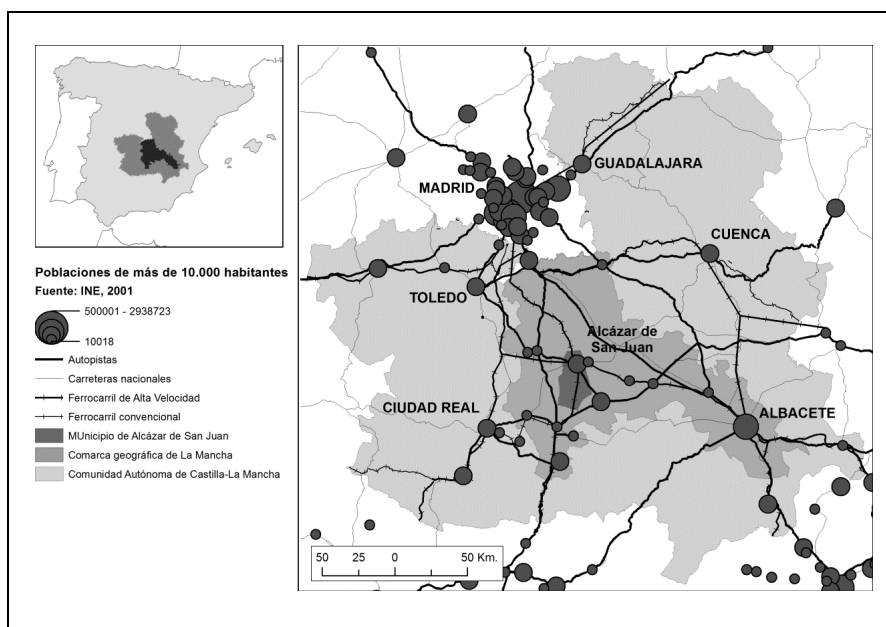 Poblaciones de más de 10.000 habitantes
Fuente: INE, 2001
500001 - 2938723
10018
Autopistas
Carreteras nacionales
Ferrocarril de Alta Velocidad
Ferrocarril convencional
MUnicipio de Alcázar de San Juan
Comarca geográfica de La Mancha
Comunidad Autónoma de Castilla-La Mancha
GUADALAJARA
MADRID
CUENCA
TOLEDO
Alcázar de
San Juan
CIUDAD REAL
ALBACETE
50 25 0 50 Km.